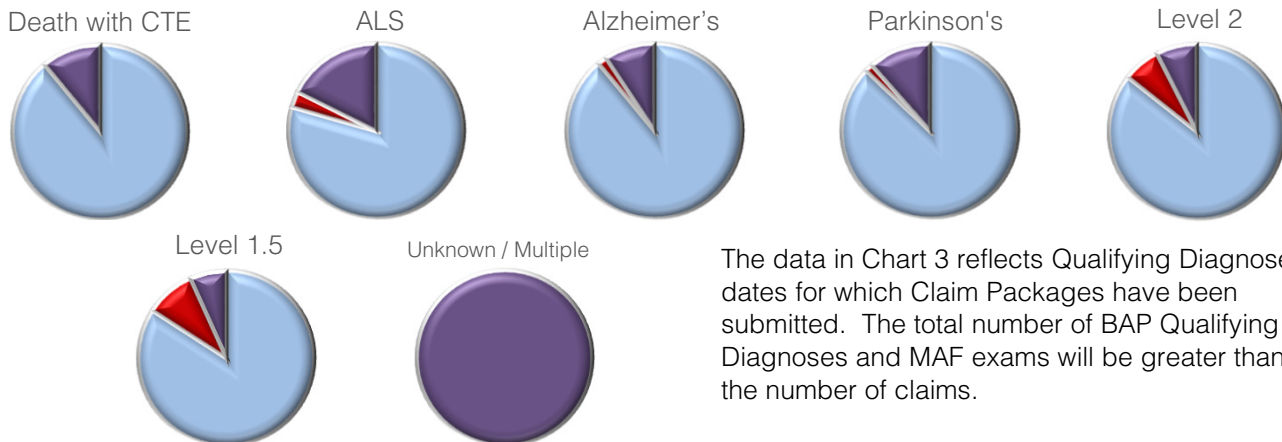 Death with CTE
ALS
Alzheimer’s
Parkinson's
Level 2
Level 1.5
Unknown / Multiple
The data in Chart 3 reflects Qualifying Diagnose
dates for which Claim Packages have been
submitted. The total number of BAP Qualifying
Diagnoses and MAF exams will be greater than
the number of claims.